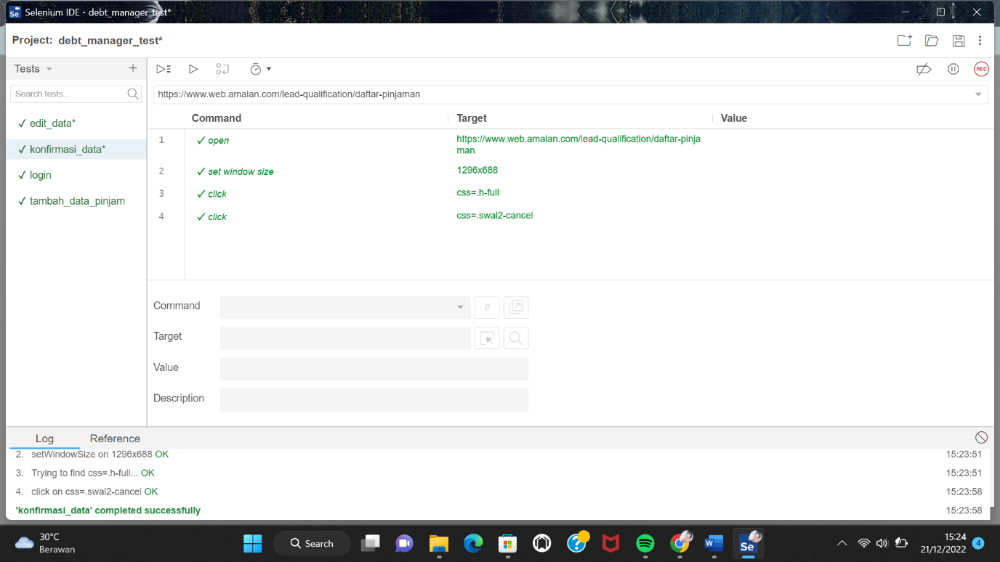 Se Selenium IDE - debt_manager_test*
Project: debt_manager_test*
Tests
+
Search tests...
✓ edit_data*
✓ konfirmasi_data*
✓ login
✓ tambah_data_pinjam
REC
https://www.web.amalan.com/lead-qualification/daftar-pinjaman
Command Target Value
1 ✓ open https://www.web.amalan.com/lead-qualification/daftar-pinja
man
2 ✓ set window size 1296x688
3 ✓ click css=.h-full
4 ✓ click css=.swal2-cancel
Command
//
Target
Value
Description
Log Reference
2. setWindowSize on 1296x688 OK 15:23:51
3. Trying to find css=.h-full... OK 15:23:51
4. click on css=.swal2-cancel OK 15:23:58
'konfirmasi_data' completed successfully 15:23:58
30°C
Berawan
Search
W
Se
15:24
21/12/2022
4